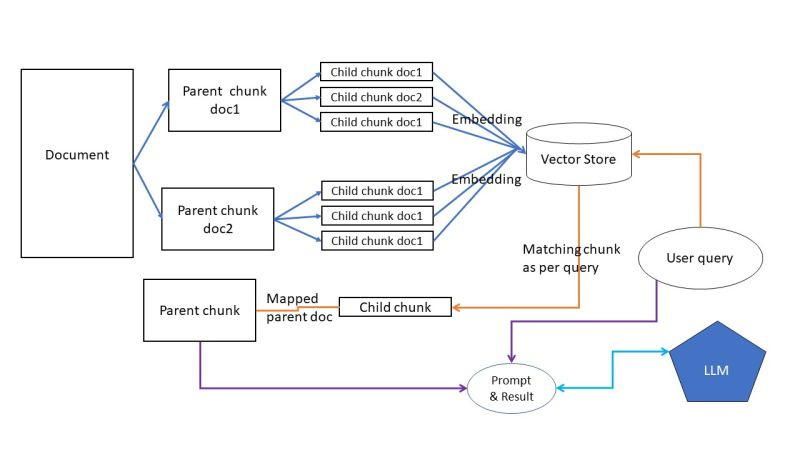 Document
Parent chunk
doc1
Child chunk doc1
Child chunk doc2
Child chunk doc1
Embedding
Vector Store
Parent chunk
doc2
Child chunk doc1
Child chunk doc1
Child chunk doc1
Embedding
Matching chunk
as per query
User query
Parent chunk
Mapped
parent doc
Child chunk
Prompt
& Result
LLM